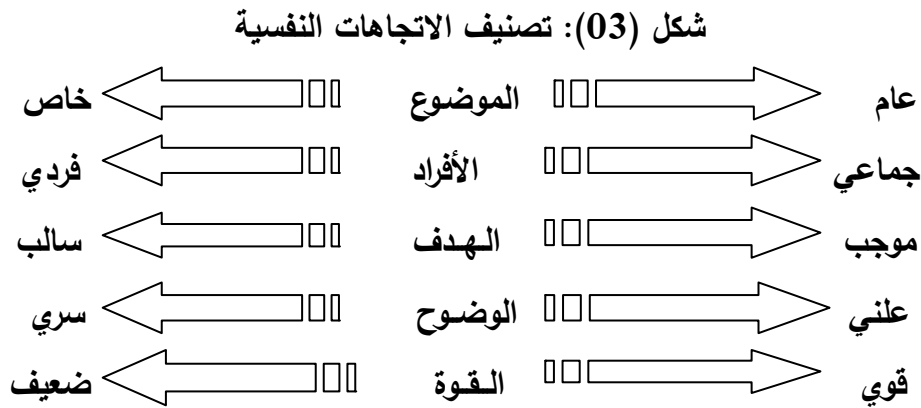 شكل (03): تصنيف الاتجاهات النفسية
عام الموضوع خاص
جماعي الأفراد فردي
موجب الهدف سالب
علني الوضوح سري
قوي القوة ضعيف